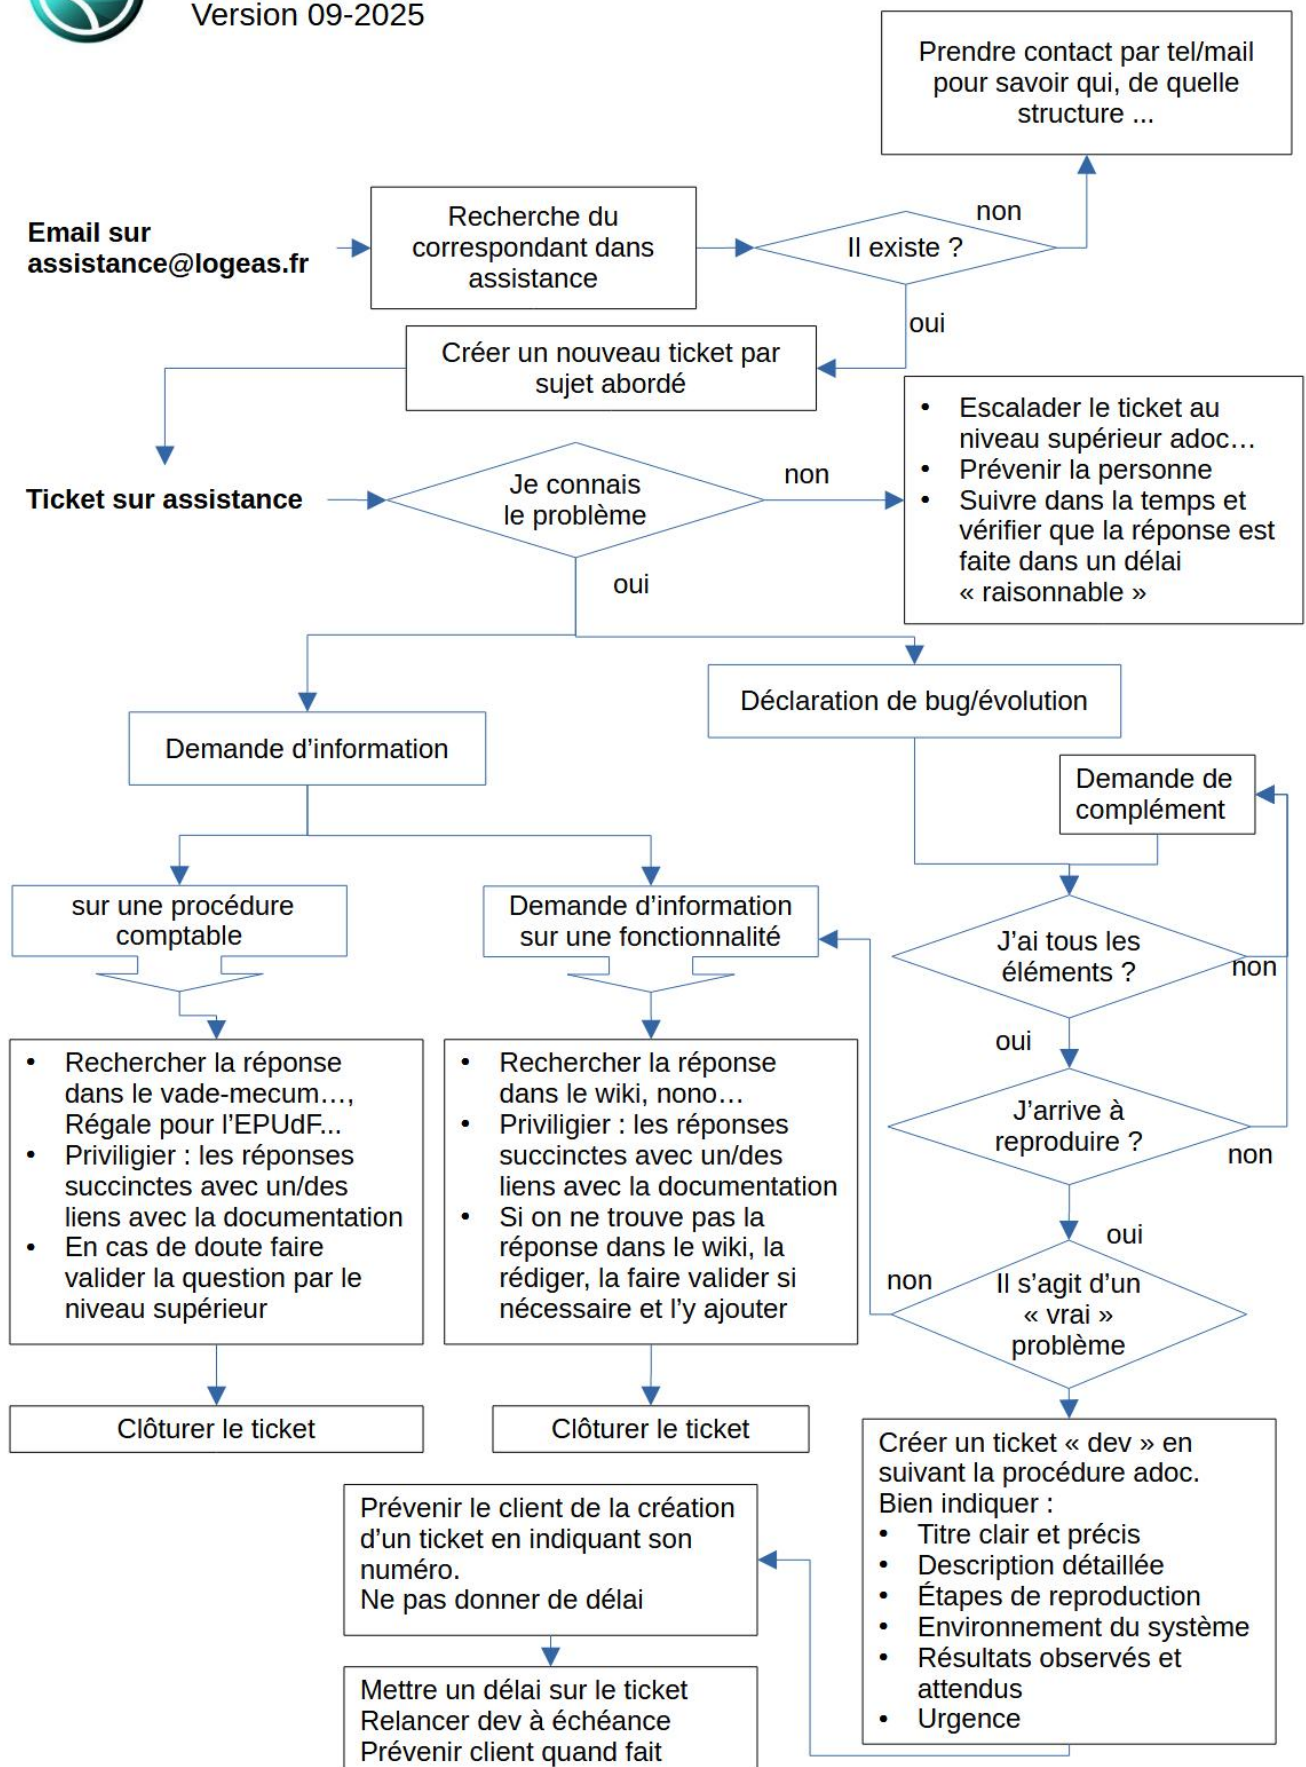 Version 09-2025
Prendre contact par tel/mail
pour savoir qui, de quelle
structure ...
Recherche du
correspondant dans
assistance
non
Il existe ?
Email sur
assistance@logeas.fr
oui
Créer un nouveau ticket par
sujet abordé
Escalader le ticket au
niveau supérieur adoc…
Prévenir la personne
Suivre dans la temps et
vérifier que la réponse est
faite dans un délai
« raisonnable »
Ticket sur assistance
Je connais
le problème
non
oui
Déclaration de bug/évolution
Demande d’information
Demande de
complément
sur une procédure
comptable
Demande d’information
sur une fonctionnalité
J’ai tous les
éléments ?
non
oui
• Rechercher la réponse
dans le vade-mecum…,
Régale pour l’EPUdF...
• Priviligier : les réponses
succinctes avec un/des
liens avec la documentation
• En cas de doute faire
valider la question par le
niveau supérieur
• Rechercher la réponse
dans le wiki, nono…
• Priviligier : les réponses
succinctes avec un/des
liens avec la documentation
• Si on ne trouve pas la
réponse dans le wiki, la
rédiger, la faire valider si
nécessaire et l’y ajouter
J’arrive à
reproduire ?
non
oui
non
Il s’agit d’un
« vrai »
problème
Clôturer le ticket
Clôturer le ticket
Créer un ticket « dev » en
suivant la procédure adoc.
Bien indiquer :
• Titre clair et précis
• Description détaillée
• Étapes de reproduction
• Environnement du système
• Résultats observés et
attendus
• Urgence
Prévenir le client de la création
d’un ticket en indiquant son
numéro.
Ne pas donner de délai
Mettre un délai sur le ticket
Relancer dev à échéance
Prévenir client quand fait